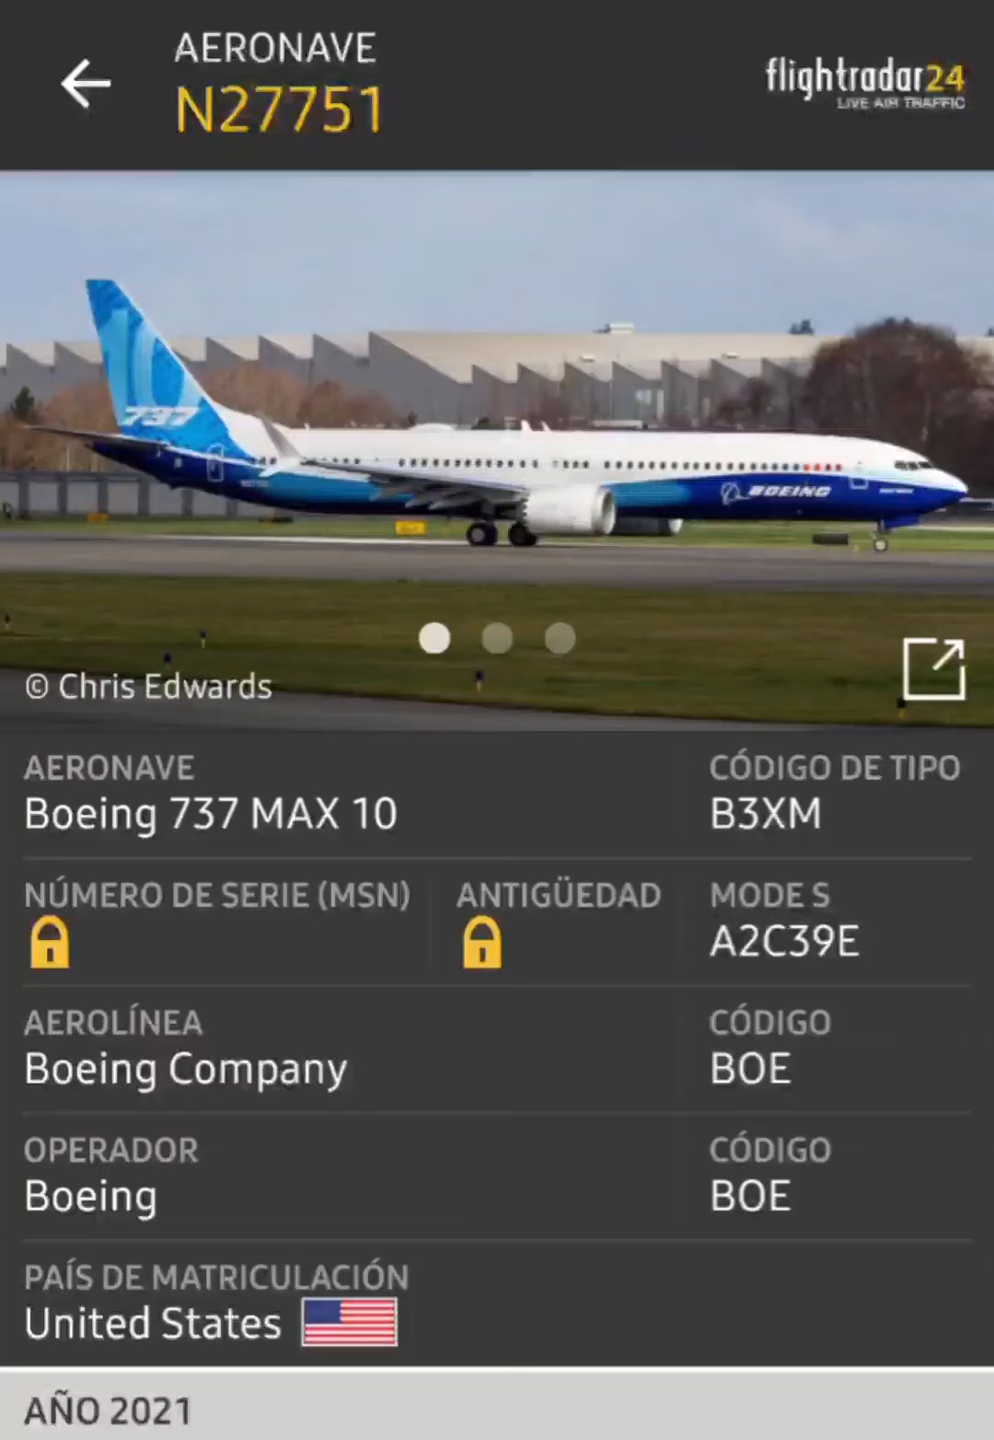 AERONAVE
N27751
flightradar24
LIVE AIR TRAFFIC
737
BOEING
© Chris Edwards
AERONAVE
Boeing 737 MAX 10
CÓDIGO DE TIPO
B3XM
NÚMERO DE SERIE (MSN)
ANTIGÜEDAD
MODE S
A2C39E
AEROLÍNEA
Boeing Company
CÓDIGO
BOE
OPERADOR
Boeing
CÓDIGO
BOE
PAÍS DE MATRICULACIÓN
United States
AÑO 2021